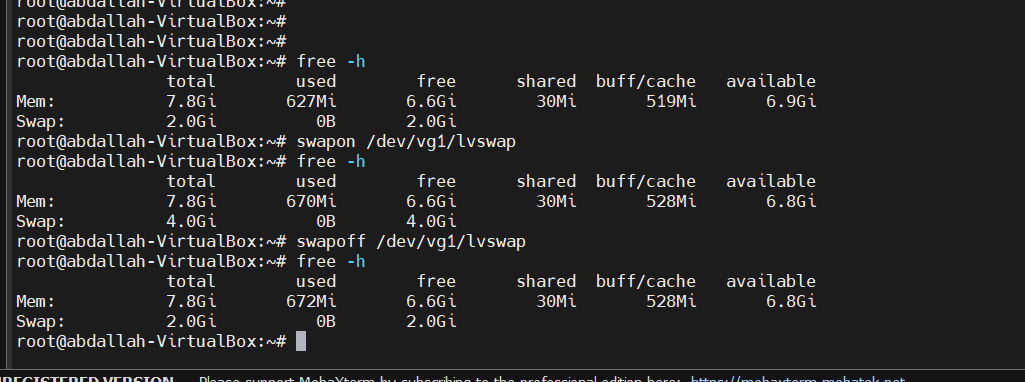 root@abdallah-VirtualBox:~#
root@abdallah-VirtualBox:~#
root@abdallah-VirtualBox:~#
root@abdallah-VirtualBox:~# free -h
total used free shared buff/cache available
Mem: 7.8Gi 627Mi 6.6Gi 30Mi 519Mi 6.9Gi
Swap: 2.0Gi 0B 2.0Gi
root@abdallah-VirtualBox:~# swapon /dev/vg1/lvswap
root@abdallah-VirtualBox:~# free -h
total used free shared buff/cache available
Mem: 7.8Gi 670Mi 6.6Gi 30Mi 528Mi 6.8Gi
Swap: 4.0Gi 0B 4.0Gi
root@abdallah-VirtualBox:~# swapoff /dev/vg1/lvswap
root@abdallah-VirtualBox:~# free -h
total used free shared buff/cache available
Mem: 7.8Gi 672Mi 6.6Gi 30Mi 528Mi 6.8Gi
Swap: 2.0Gi 0B 2.0Gi
root@abdallah-VirtualBox:~#
REGISTERED VERSION - Please support MobaXterm by subscribing to the professional edition here: https://mobaxterm.mobatek.net